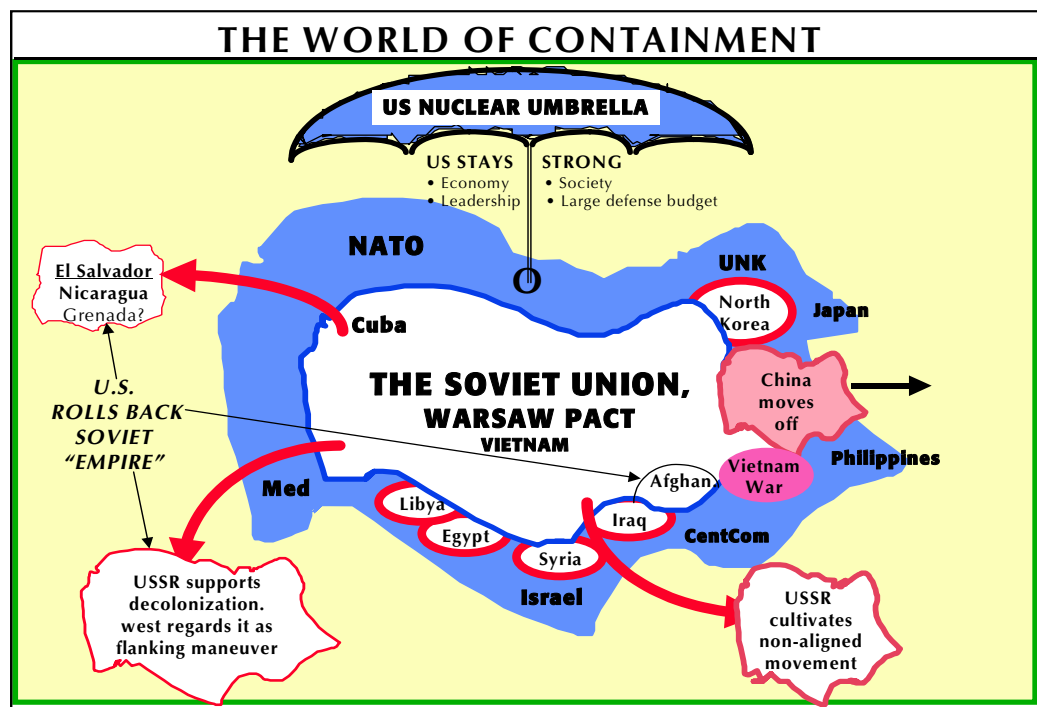 THE WORLD OF CONTAINMENT
US NUCLEAR UMBRELLA
US STAYS
• Economy
• Leadership
STRONG
• Society
• Large defense budget
NATO
UNK
El Salvador
Nicaragua
Grenada?
North
Korea
Japan
Cuba
THE SOVIET UNION,
WARSAW PACT
VIETNAM
China
moves
off
U.S.
ROLLS BACK
SOVIET
“EMPIRE”
Philippines
Vietnam
War
Med
Afghan.
Libya
Iraq
Egypt
CentCom
Syria
Israel
USSR supports
decolonization.
west regards it as
flanking maneuver
USSR
cultivates
non-aligned
movement